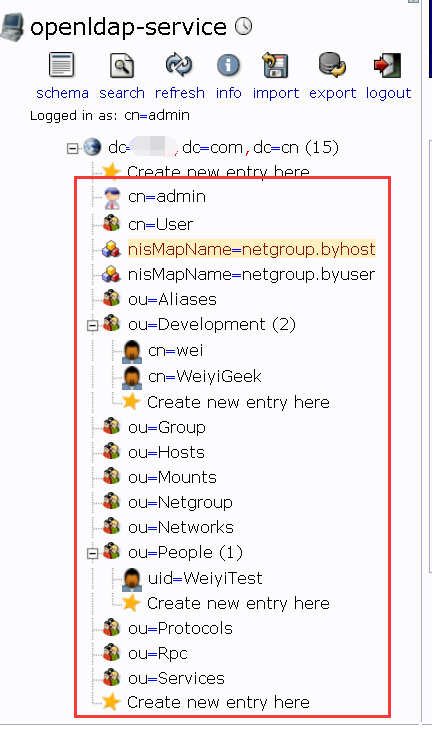 openldap-service
schema search refresh info import export logout
Logged in as: cn=admin
dc= , dc=com, dc=cn (15)
Create new entry here
cn=admin
cn=User
nisMapName=netgroup.byhost
nisMapName=netgroup.byuser
ou=Aliases
ou=Development (2)
cn=wei
cn=WeiyiGeek
Create new entry here
ou=Group
ou=Hosts
ou=Mounts
ou=Netgroup
ou=Networks
ou=People (1)
uid=WeiyiTest
Create new entry here
ou=Protocols
ou=Rpc
ou=Services
Create new entry here